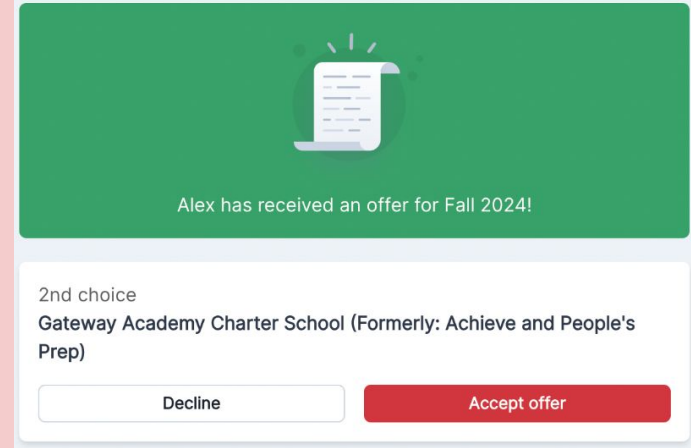 Alex has received an offer for Fall 2024!
2nd choice
Gateway Academy Charter School (Formerly: Achieve and People's
Prep)
Decline
Accept offer